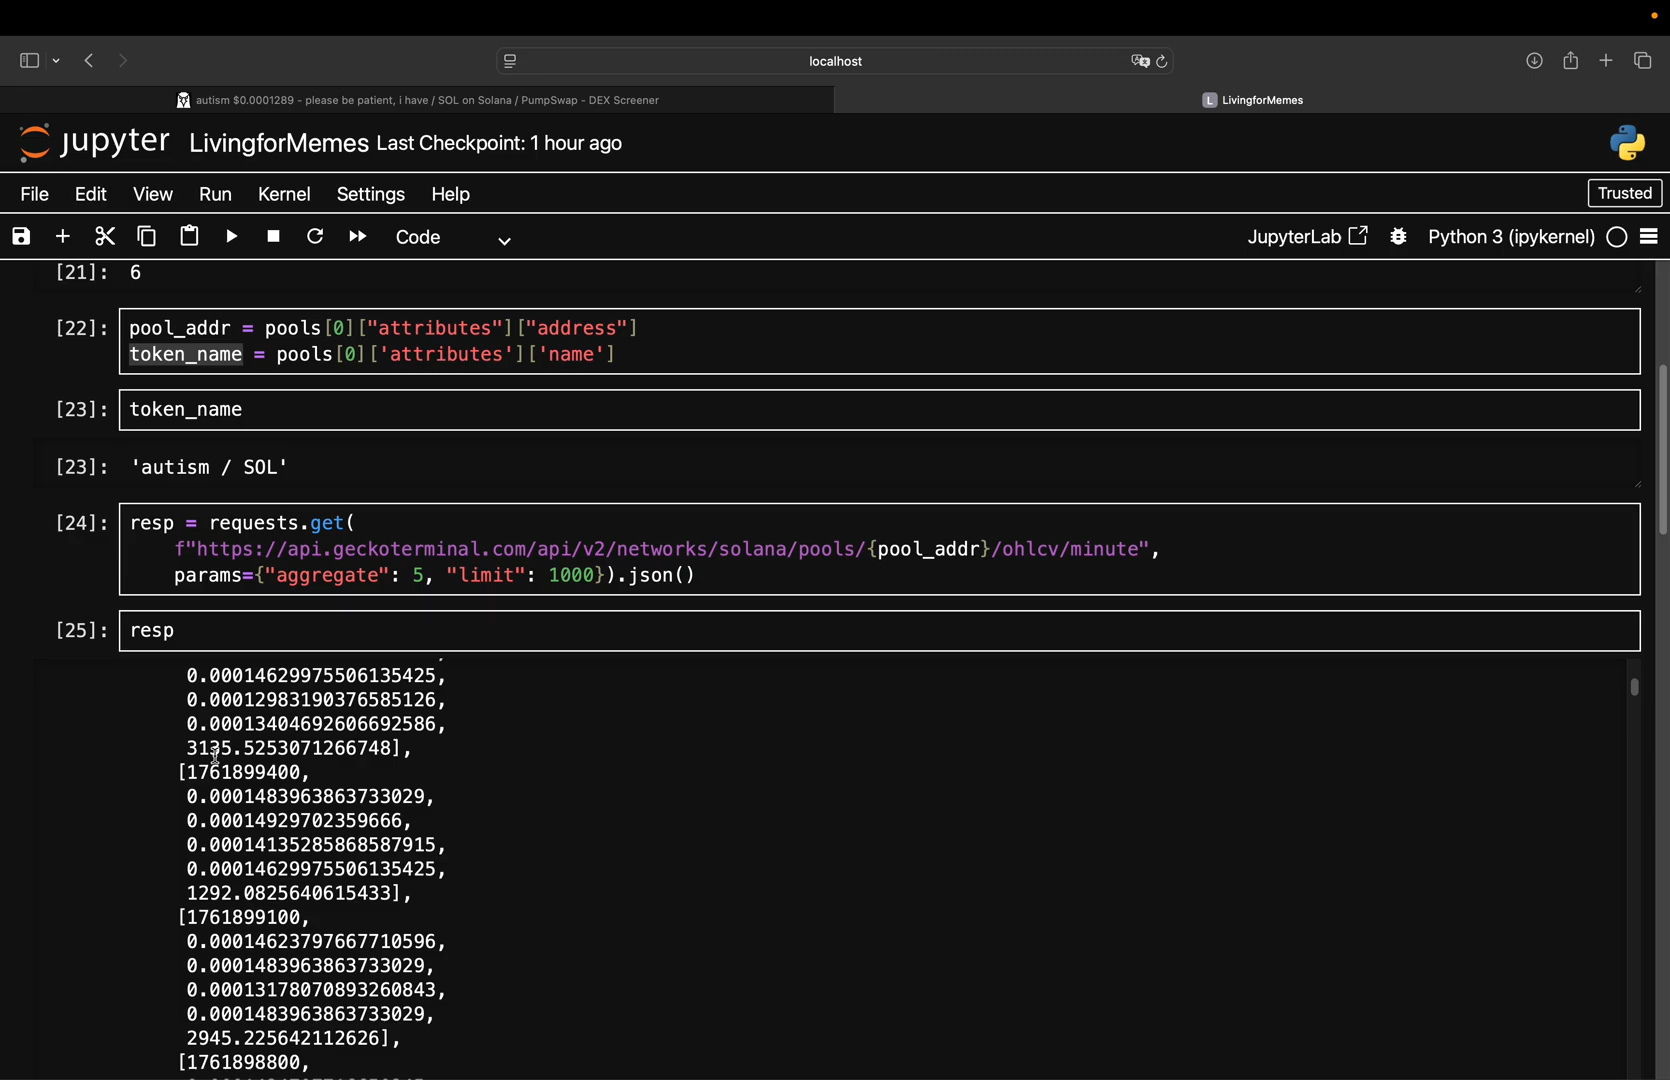 localhost
autism $0.0001289 - please be patient, i have / SOL on Solana / PumpSwap - DEX Screener
L LivingforMemes
jupyter LivingforMemes Last Checkpoint: 1 hour ago
File Edit View Run Kernel Settings Help
Trusted
Code
JupyterLab
Python 3 (ipykernel)
[21]: 6
[22]: pool_addr = pools[0]["attributes"]["address"]
token_name = pools[0]['attributes']['name']
[23]: token_name
[23]: 'autism / SOL'
[24]: resp = requests.get(
f"https://api.geckoterminal.com/api/v2/networks/solana/pools/{pool_addr}/ohlcv/minute",
params={"aggregate": 5, "limit": 1000}).json()
[25]: resp
0.00014629975506135425,
0.00012983190376585126,
0.00013404692606692586,
3135.5253071266748],
[1761899400,
0.0001483963863733029,
0.00014929702359666,
0.00014135285868587915,
0.00014629975506135425,
1292.0825640615433],
[1761899100,
0.00014623797667710596,
0.0001483963863733029,
0.00013178070893260843,
0.0001483963863733029,
2945.225642112626],
[1761898800,